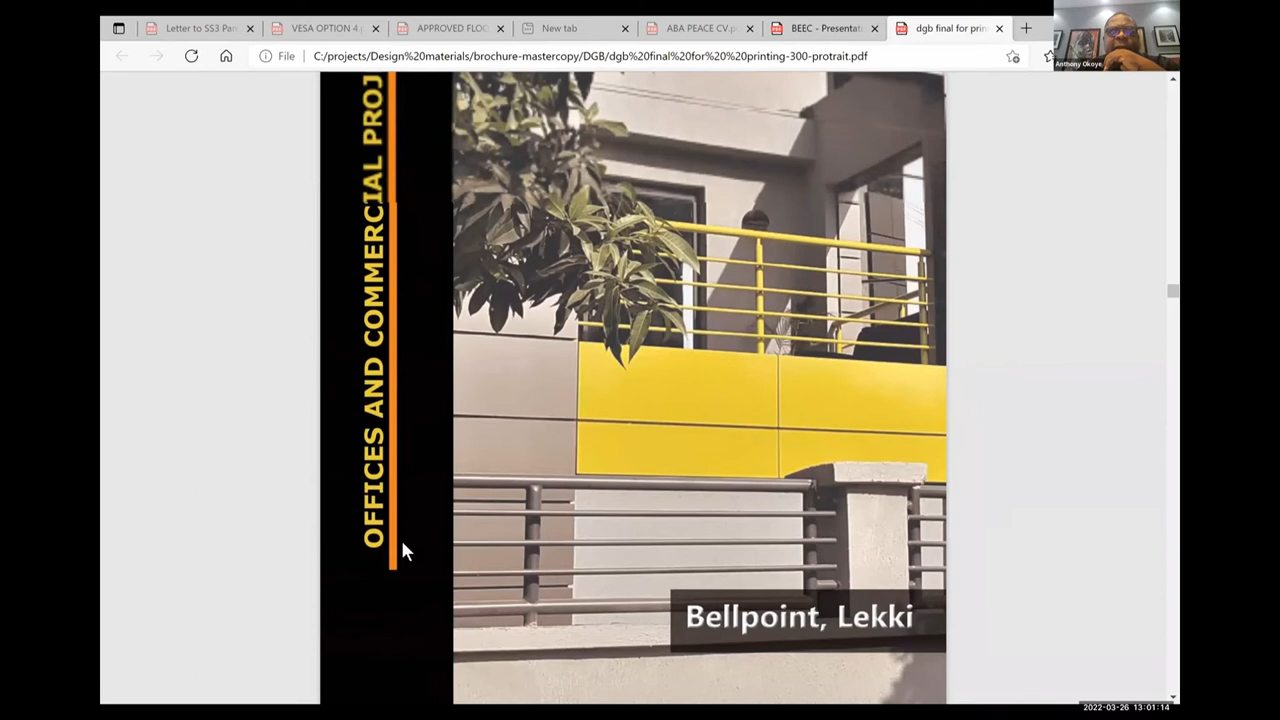 Letter to SS3 Par
VESA OPTION 4.
APPROVED FLOO
New tab
ABA PEACE CV.p
BEEC - Presentat
dgb final for prin
File
C:/projects/Design%20materials/brochure-mastercopy/DGB/dgb%20final%20for%20%20printing-300-protrait.pdf
Anthony Okoye
OFFICES AND COMMERCIAL PROJ
Bellpoint, Lekki
2022-03-26 13:01:14